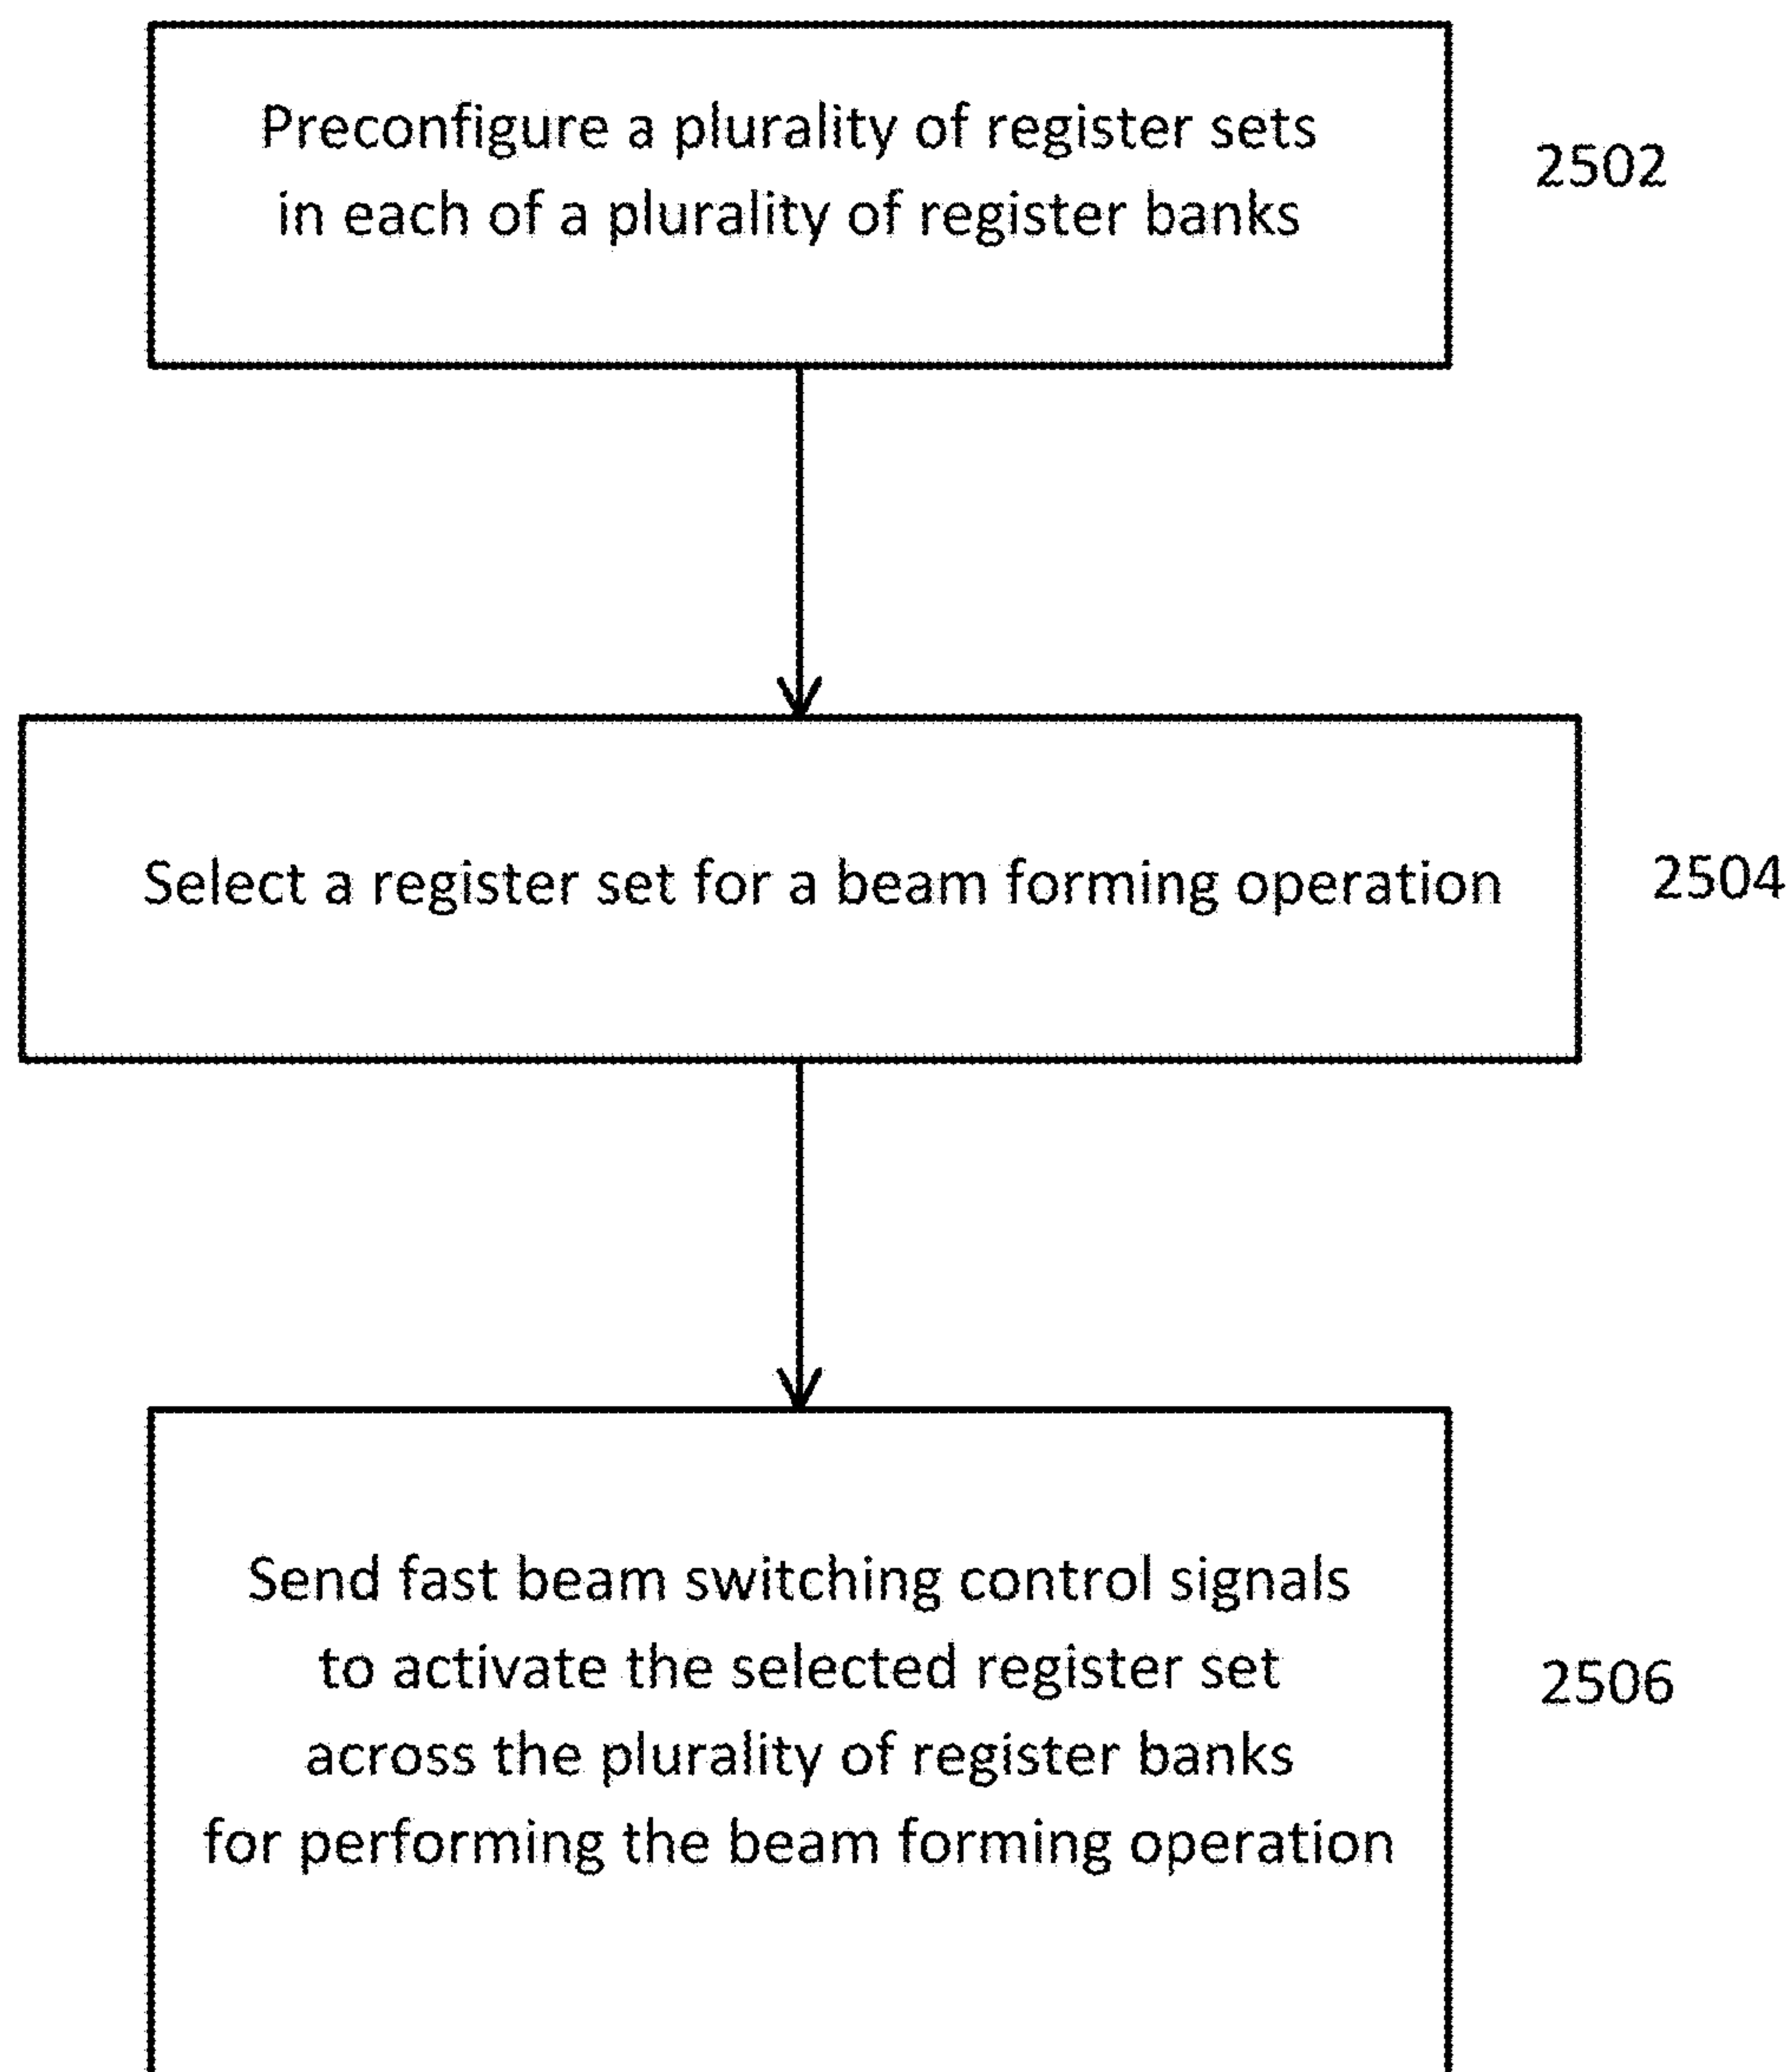 Preconfigure a plurality of register sets
in each of a plurality of register banks
2502
Select a register set for a beam forming operation
2504
Send fast beam switching control signals
to activate the selected register set
across the plurality of register banks
for performing the beam forming operation
2506